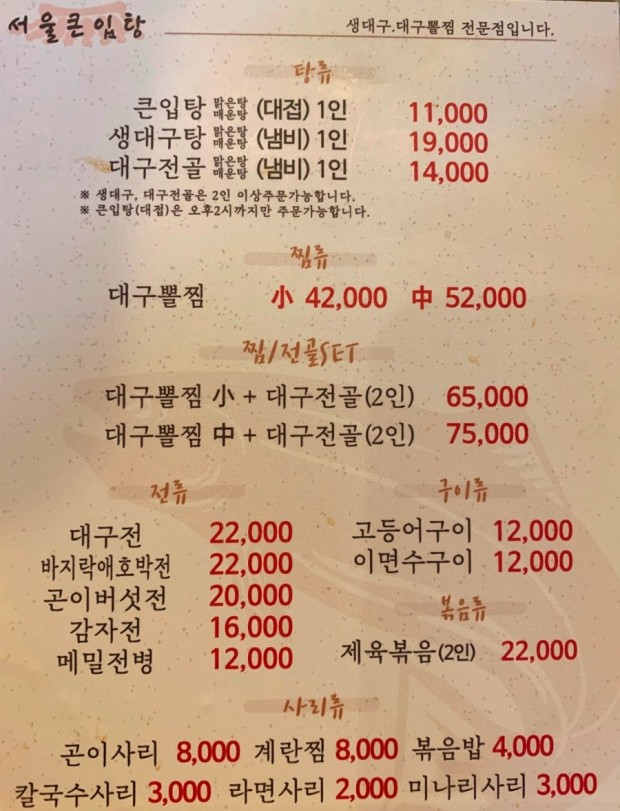 서울큰입탕
생대구.대구뽈찜 전문점입니다.
탕류
큰입탕 맑은탕 매운탕 (대접) 1인 11,000
생대구탕 맑은탕 매운탕 (냄비) 1인 19,000
대구전골 맑은탕 매운탕 (냄비) 1인 14,000
※ 생대구, 대구전골은 2인 이상주문가능합니다.
※ 큰입탕(대접)은 오후2시까지만 주문가능합니다.
찜류
대구뽈찜 小 42,000 中 52,000
찜/전골SET
대구뽈찜 小 + 대구전골(2인) 65,000
대구뽈찜 中 + 대구전골(2인) 75,000
전류
대구전 22,000
바지락애호박전 22,000
곤이버섯전 20,000
감자전 16,000
메밀전병 12,000
구이류
고등어구이 12,000
이면수구이 12,000
볶음류
제육볶음(2인) 22,000
사리류
곤이사리 8,000 계란찜 8,000 볶음밥 4,000
칼국수사리 3,000 라면사리 2,000 미나리사리 3,000